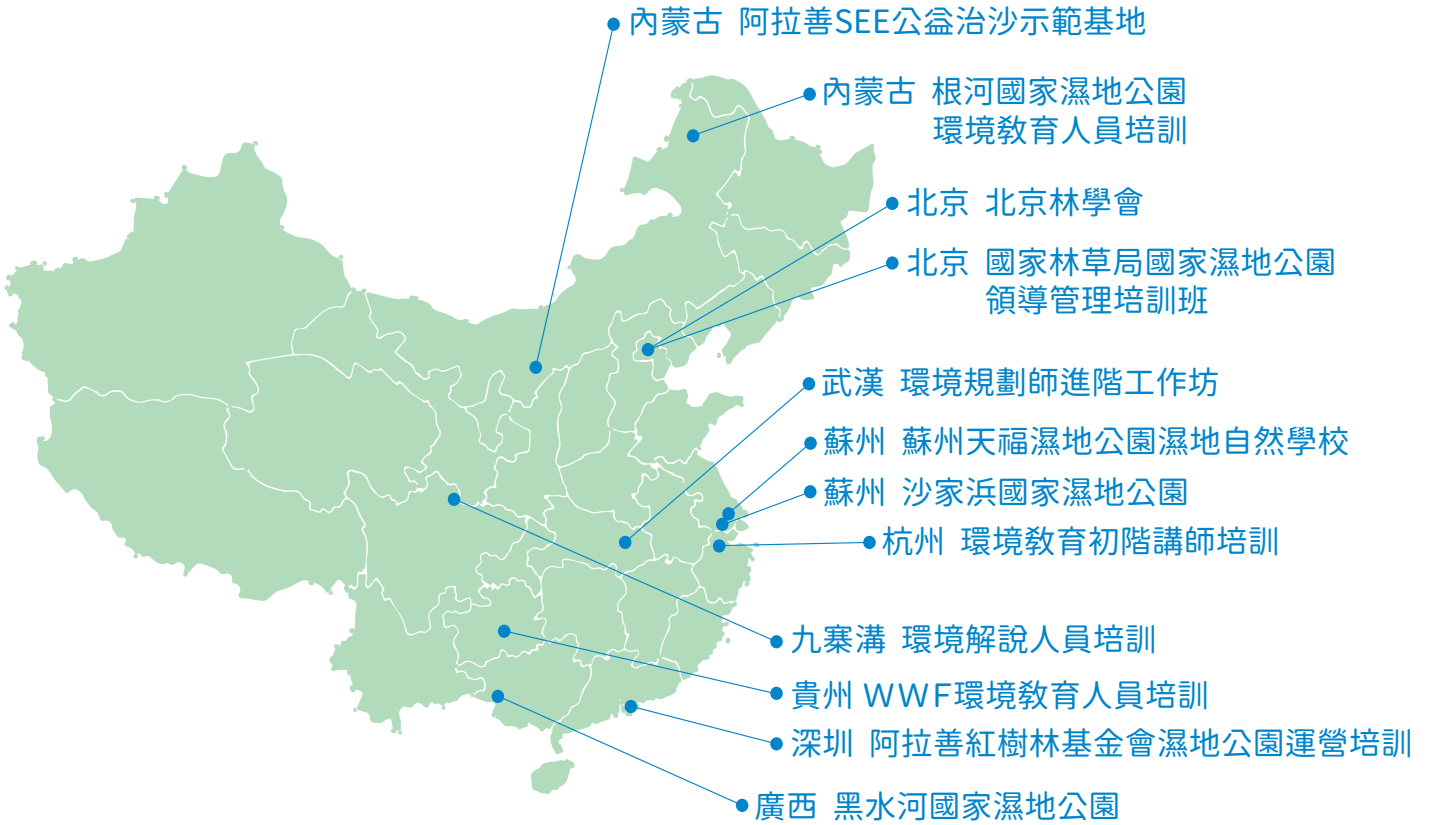 內蒙古 阿拉善SEE公益治沙示範基地
內蒙古 根河國家濕地公園
環境教育人員培訓
北京 北京林學會
北京 國家林草局國家濕地公園
領導管理培訓班
武漢 環境規劃師進階工作坊
蘇州 蘇州天福濕地公園濕地自然學校
蘇州 沙家浜國家濕地公園
杭州 環境教育初階講師培訓
九寨溝 環境解說人員培訓
貴州 WWF環境教育人員培訓
深圳 阿拉善紅樹林基金會濕地公園運營培訓
廣西 黑水河國家濕地公園